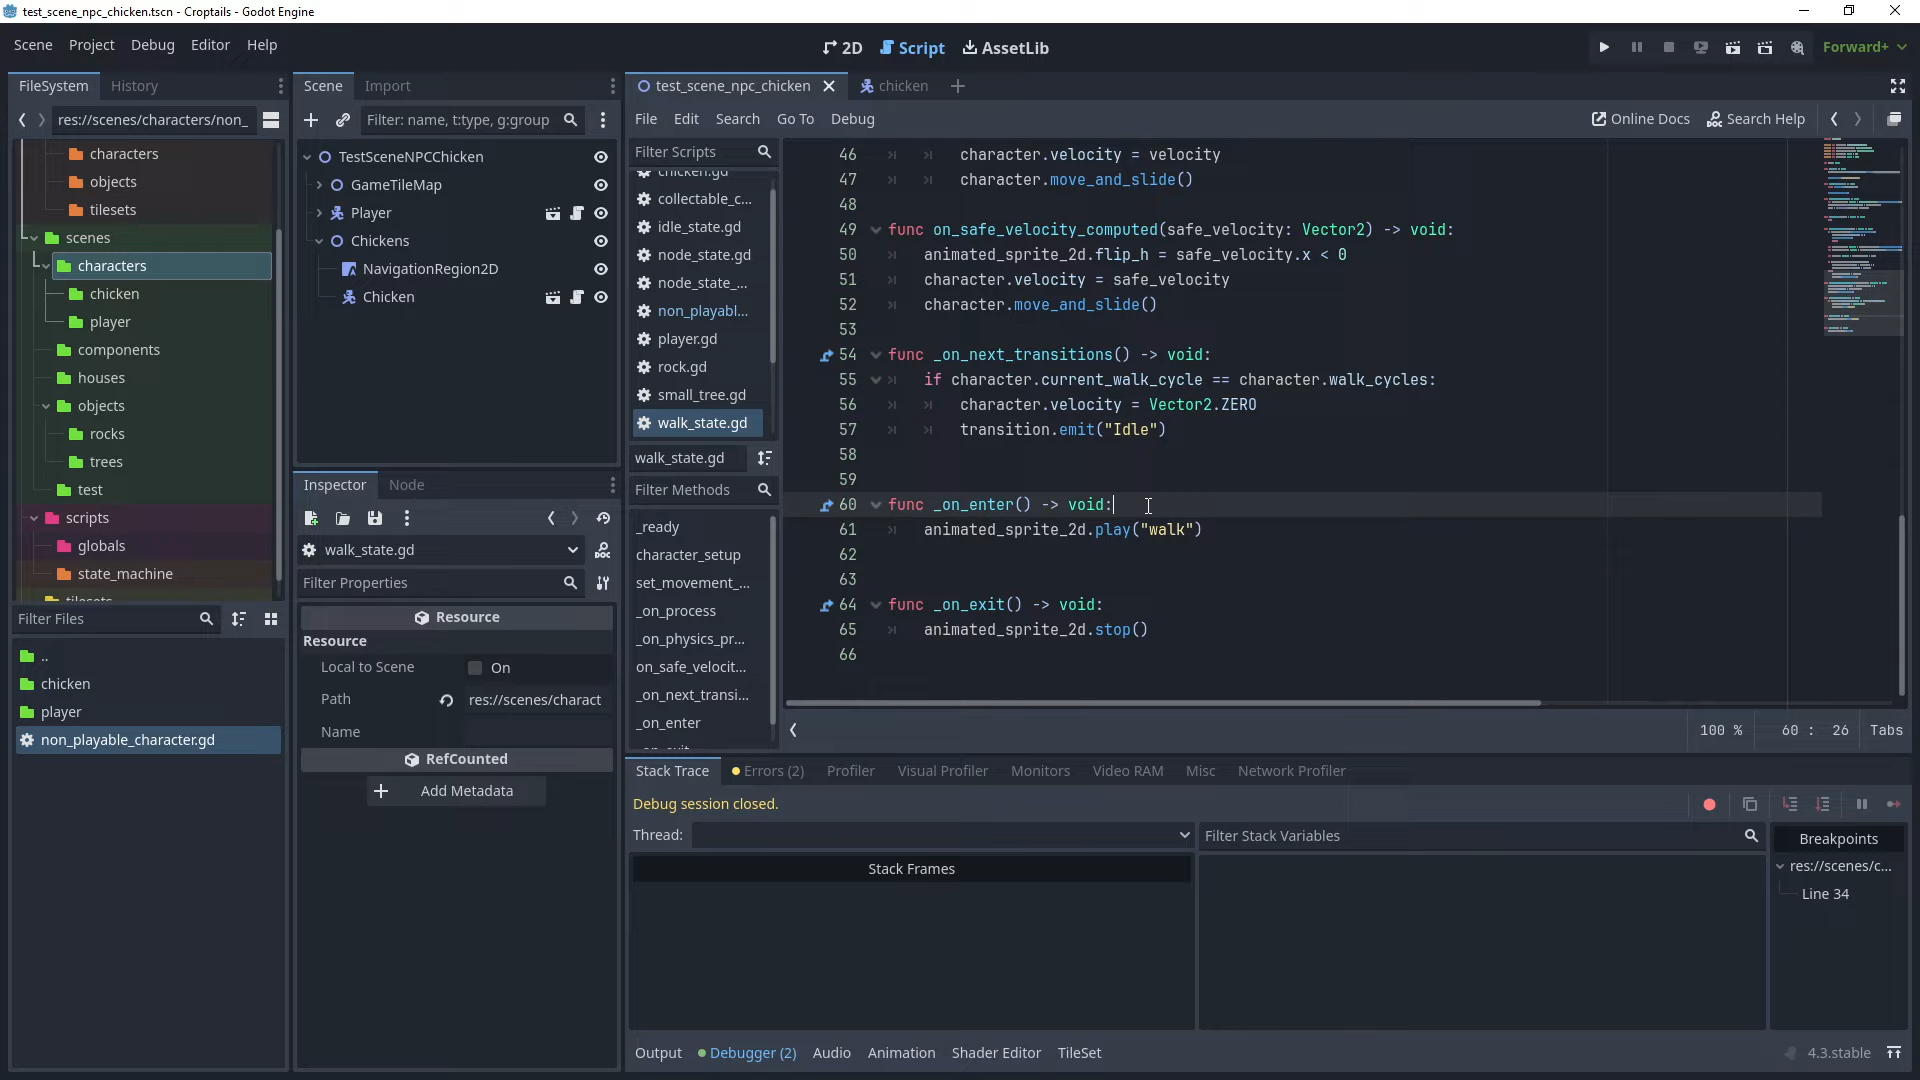 test_scene_npc_chicken.tscn - Croptails - Godot Engine
Scene Project Debug Editor Help
2D Script AssetLib
Forward+
FileSystem History
res://scenes/characters/non_
characters
objects
tilesets
scenes
characters
chicken
player
components
houses
objects
rocks
trees
test
scripts
globals
state_machine
Filter Files
..
chicken
player
non_playable_character.gd
Scene Import
Filter: name, t:type, g:group
TestSceneNPCChicken
GameTileMap
Player
Chickens
NavigationRegion2D
Chicken
Inspector Node
walk_state.gd
Filter Properties
Resource
Resource
Local to Scene On
Path res://scenes/charact
Name
RefCounted
Add Metadata
test_scene_npc_chicken chicken
File Edit Search Go To Debug
Online Docs Search Help
Filter Scripts
chicken.gd
collectable_c...
idle_state.gd
node_state.gd
node_state_...
non_playabl...
player.gd
rock.gd
small_tree.gd
walk_state.gd
walk_state.gd
Filter Methods
_ready
character_setup
set_movement_...
_on_process
_on_physics_pr...
on_safe_velocit...
_on_next_transi...
_on_enter
46 character.velocity = velocity
47 character.move_and_slide()
48
49 func on_safe_velocity_computed(safe_velocity: Vector2) -> void:
50 animated_sprite_2d.flip_h = safe_velocity.x < 0
51 character.velocity = safe_velocity
52 character.move_and_slide()
53
54 func _on_next_transitions() -> void:
55 if character.current_walk_cycle == character.walk_cycles:
56 character.velocity = Vector2.ZERO
57 transition.emit("Idle")
58
59
60 func _on_enter() -> void:
61 animated_sprite_2d.play("walk")
62
63
64 func _on_exit() -> void:
65 animated_sprite_2d.stop()
66
100 % 60 : 26 Tabs
Stack Trace Errors (2) Profiler Visual Profiler Monitors Video RAM Misc Network Profiler
Debug session closed.
Thread: Filter Stack Variables
Stack Frames
Breakpoints
res://scenes/c...
Line 34
Output Debugger (2) Audio Animation Shader Editor TileSet
4.3.stable